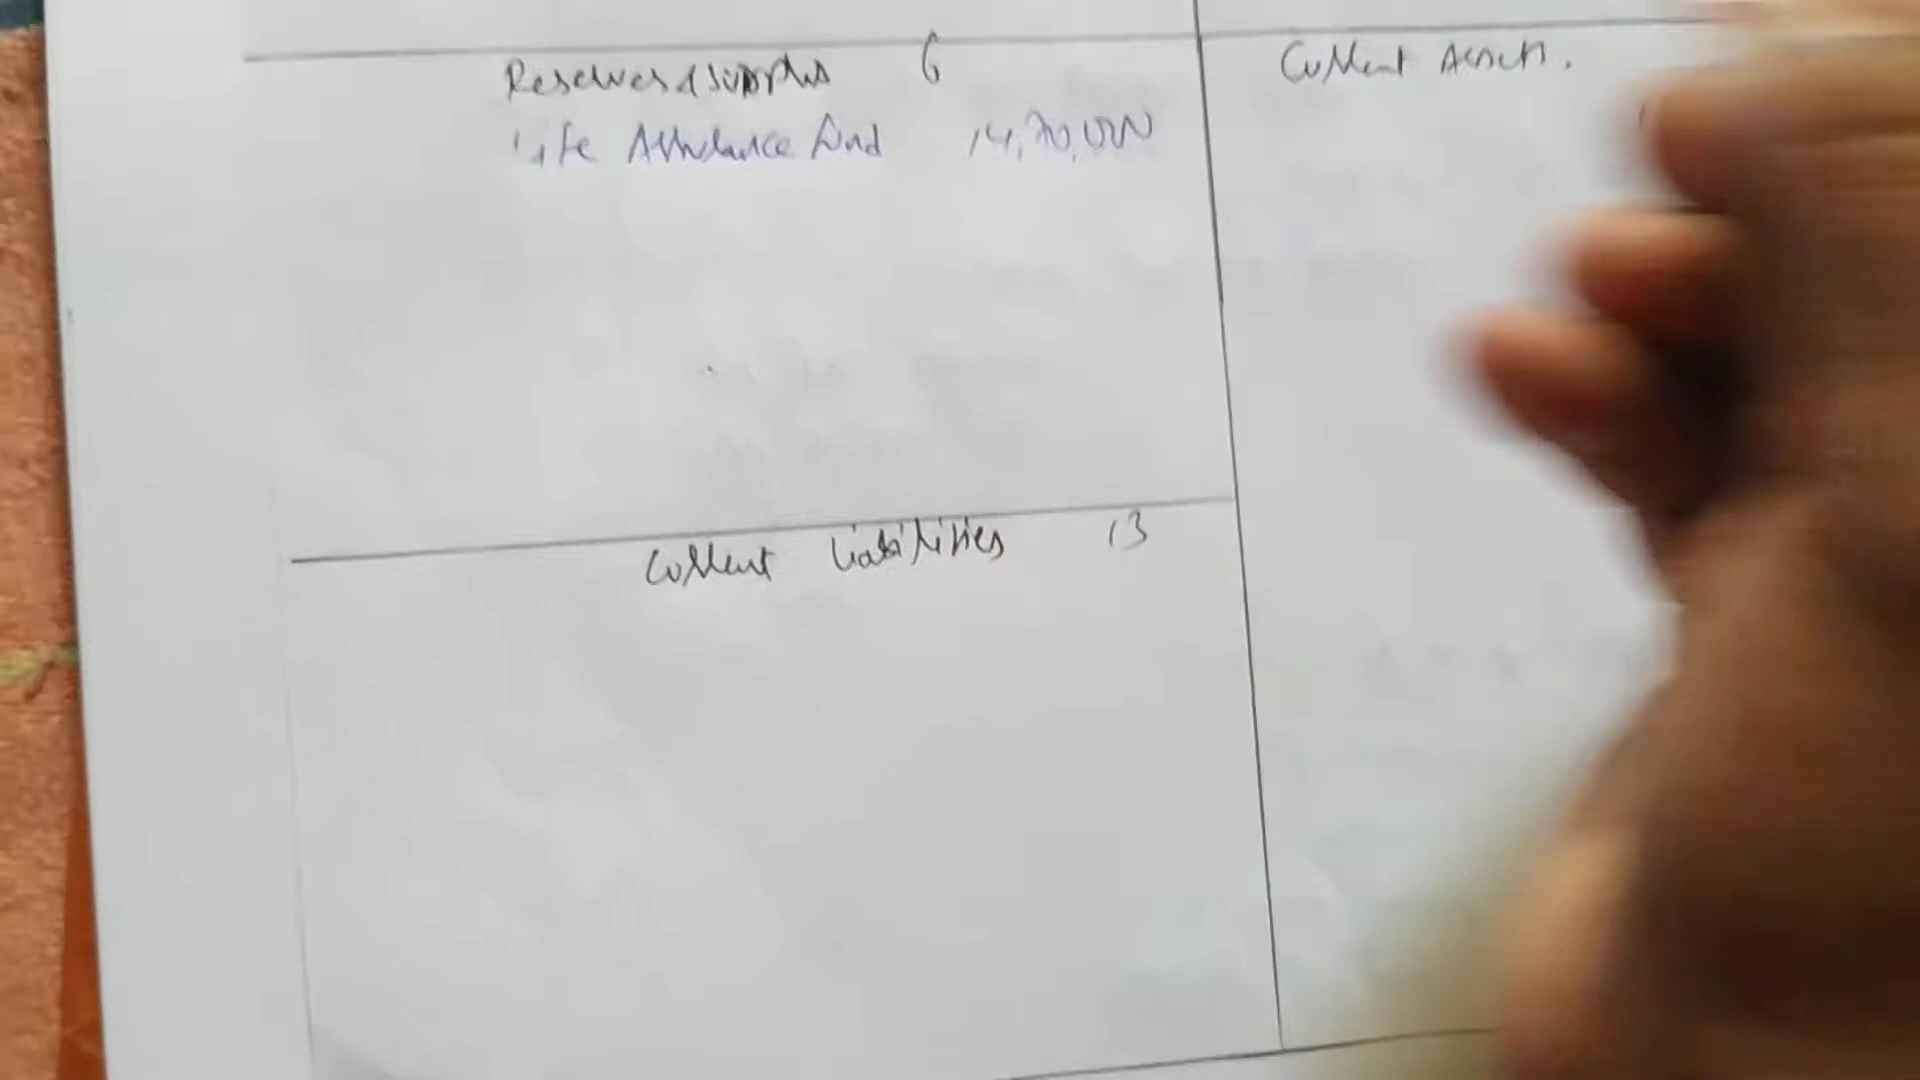 Reserves & surplus 6
Life Assurance fund 14,70,000
Current Assets.
Current liabilities 13